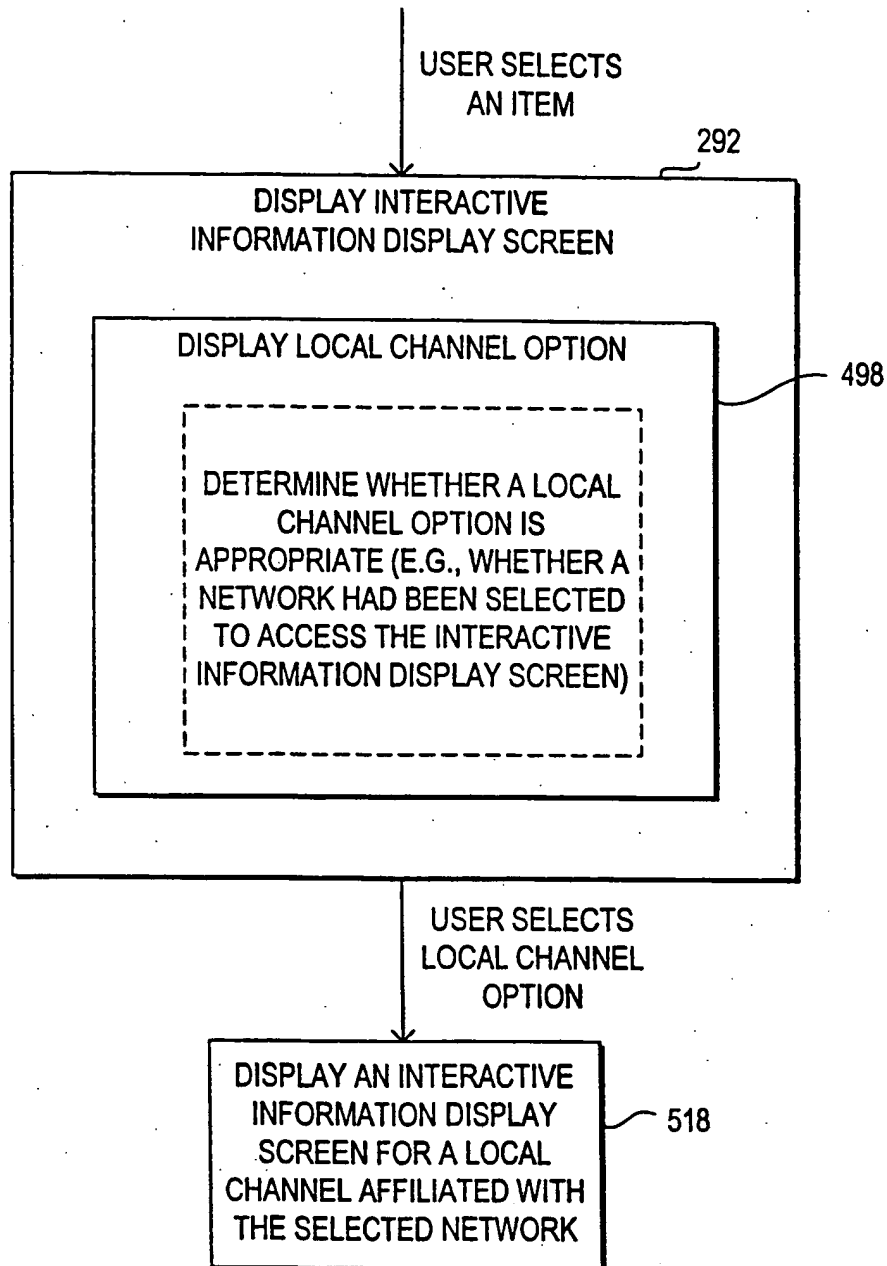 USER SELECTS
AN ITEM
292
DISPLAY INTERACTIVE
INFORMATION DISPLAY SCREEN
DISPLAY LOCAL CHANNEL OPTION
498
DETERMINE WHETHER A LOCAL
CHANNEL OPTION IS
APPROPRIATE (E.G., WHETHER A
NETWORK HAD BEEN SELECTED
TO ACCESS THE INTERACTIVE
INFORMATION DISPLAY SCREEN)
USER SELECTS
LOCAL CHANNEL
OPTION
DISPLAY AN INTERACTIVE
INFORMATION DISPLAY
SCREEN FOR A LOCAL
CHANNEL AFFILIATED WITH
THE SELECTED NETWORK
518